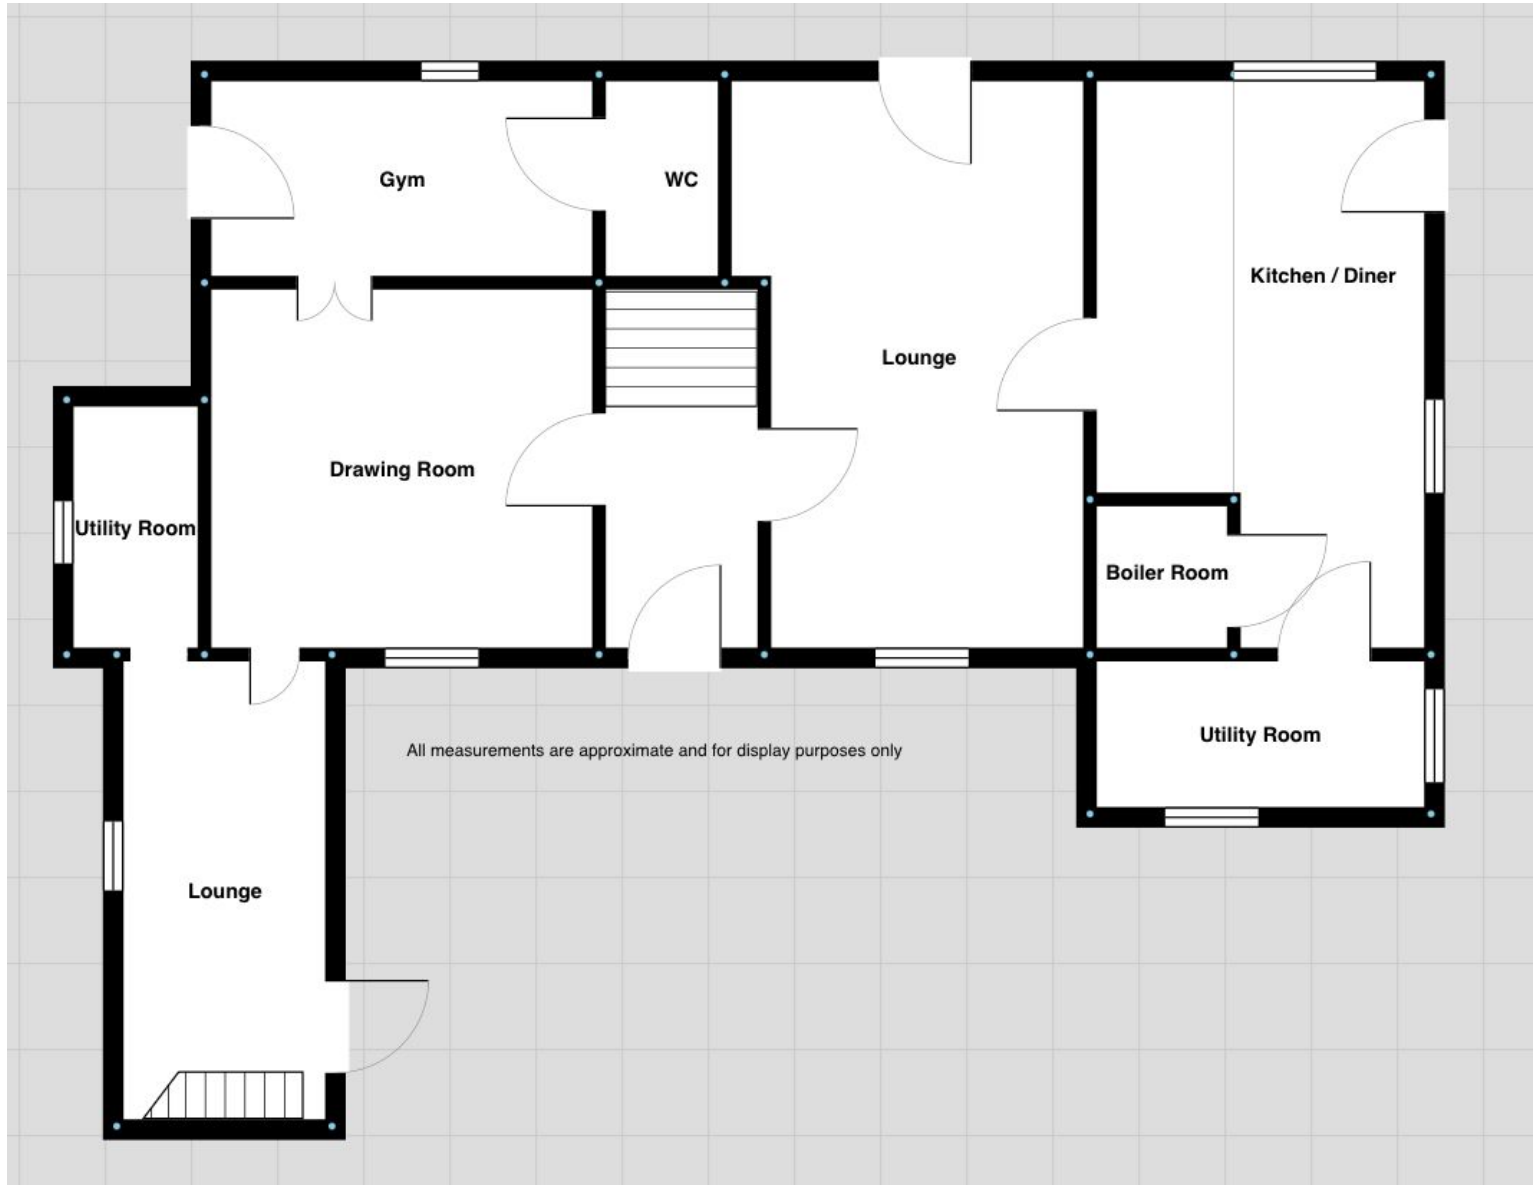 Gym
WC
Kitchen / Diner
Lounge
Drawing Room
Utility Room
Boiler Room
Utility Room
All measurements are approximate and for display purposes only
Lounge